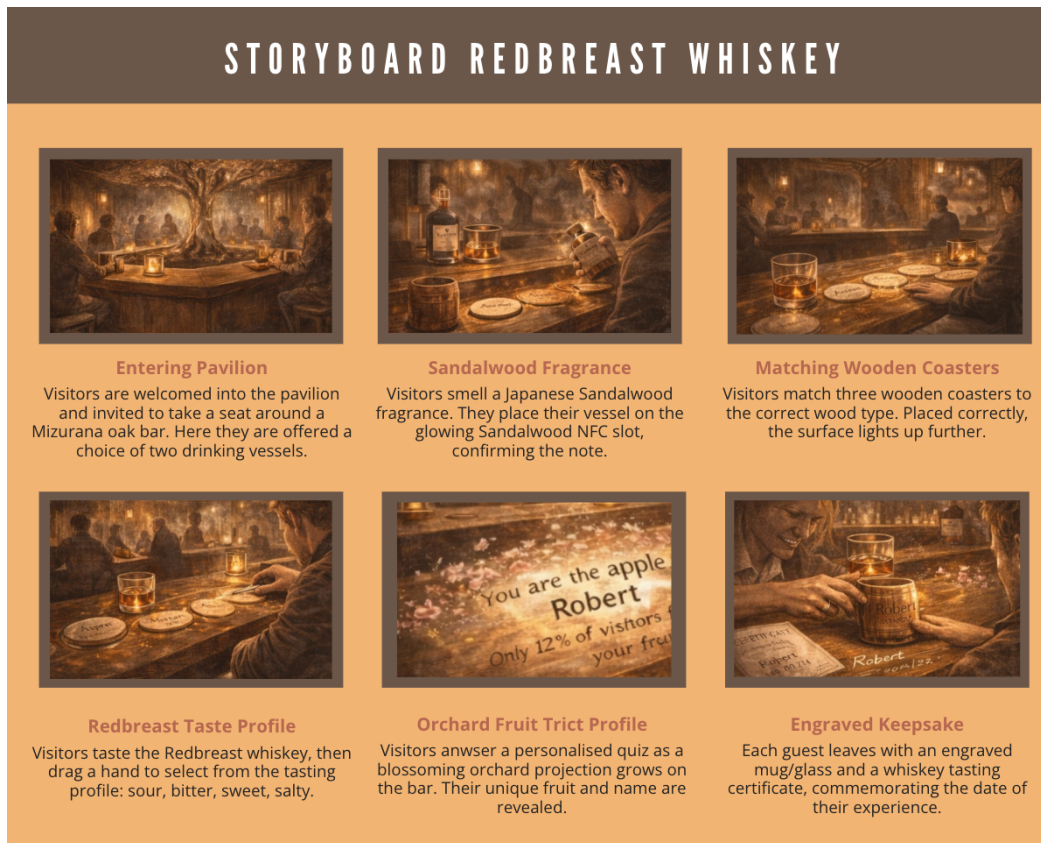 STORYBOARD REDBREAST WHISKEY
Entering Pavilion
Visitors are welcomed into the pavilion
and invited to take a seat around a
Mizurana oak bar. Here they are offered a
choice of two drinking vessels.
Sandalwood Fragrance
Visitors smell a Japanese Sandalwood
fragrance. They place their vessel on the
glowing Sandalwood NFC slot,
confirming the note.
Matching Wooden Coasters
Visitors match three wooden coasters to
the correct wood type. Placed correctly,
the surface lights up further.
You are the apple
Robert
Only 12% of vishors
your fru
Robert
CERTIFICATE
Robert
Robert
Redbreast Taste Profile
Visitors taste the Redbreast whiskey, then
drag a hand to select from the tasting
profile: sour, bitter, sweet, salty.
Orchard Fruit Trict Profile
Visitors anwser a personalised quiz as a
blossoming orchard projection grows on
the bar. Their unique fruit and name are
revealed.
Engraved Keepsake
Each guest leaves with an engraved
mug/glass and a whiskey tasting
certificate, commemorating the date of
their experience.